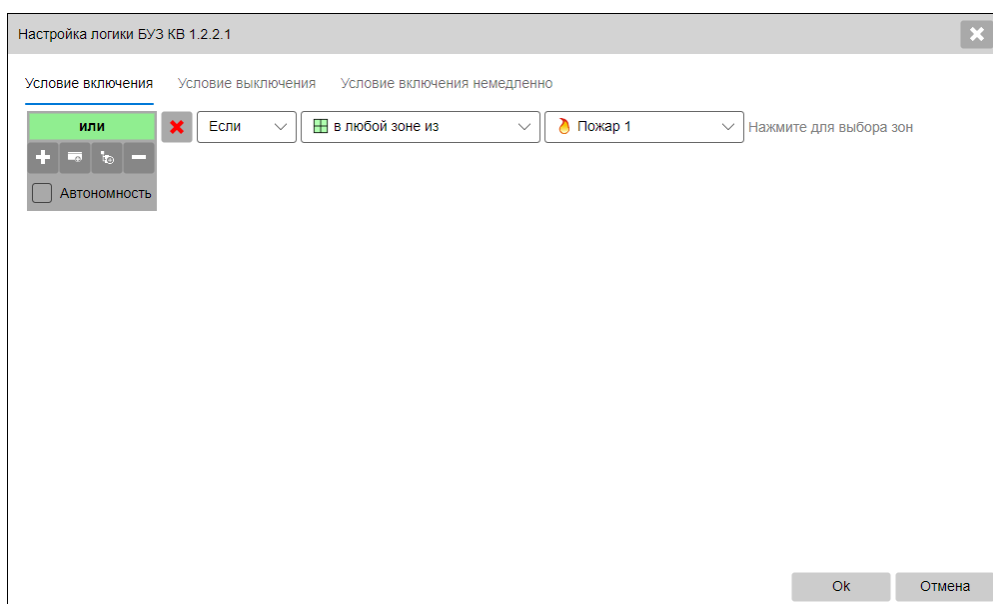 Настройка логики БУЗ КВ 1.2.2.1
Условие включения Условие выключения Условие включения немедленно
или Если в любой зоне из Пожар 1 Нажмите для выбора зон
Автономность
Ok Отмена